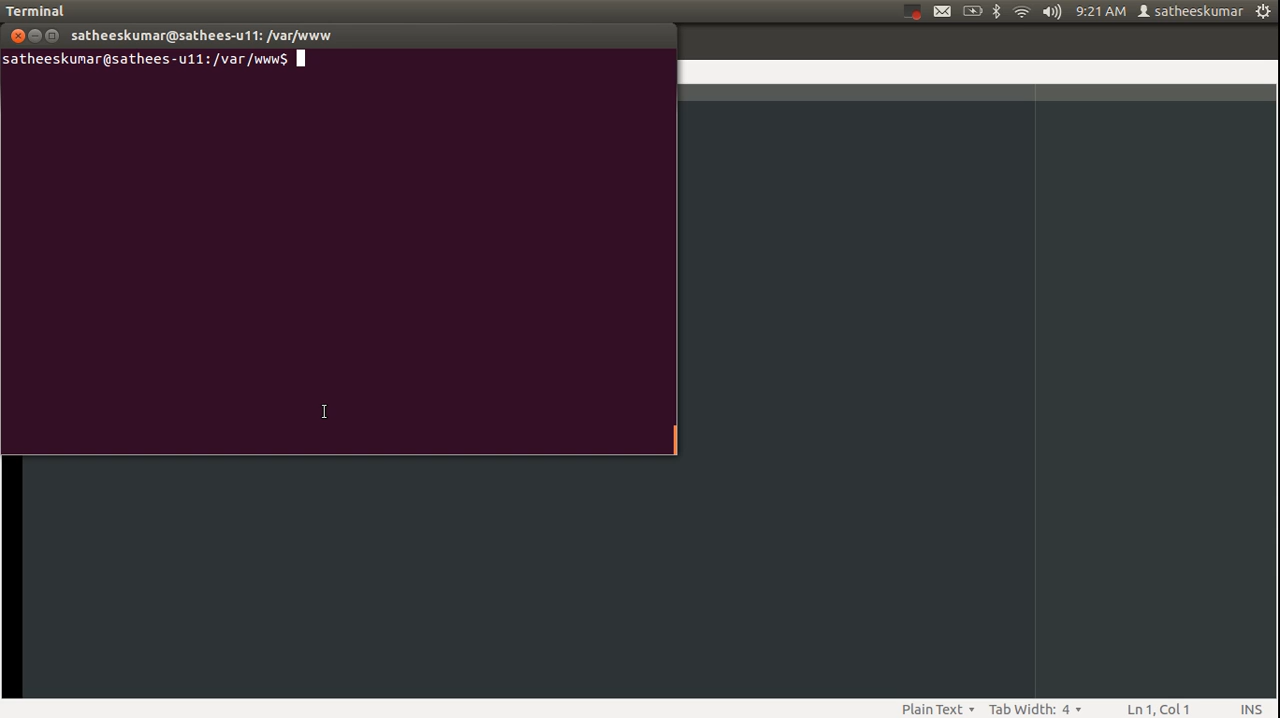 Terminal
9:21 AM satheeskumar
satheeskumar@sathees-u11: /var/www
satheeskumar@sathees-u11:/var/www$
Plain Text Tab Width: 4 Ln 1, Col 1 INS